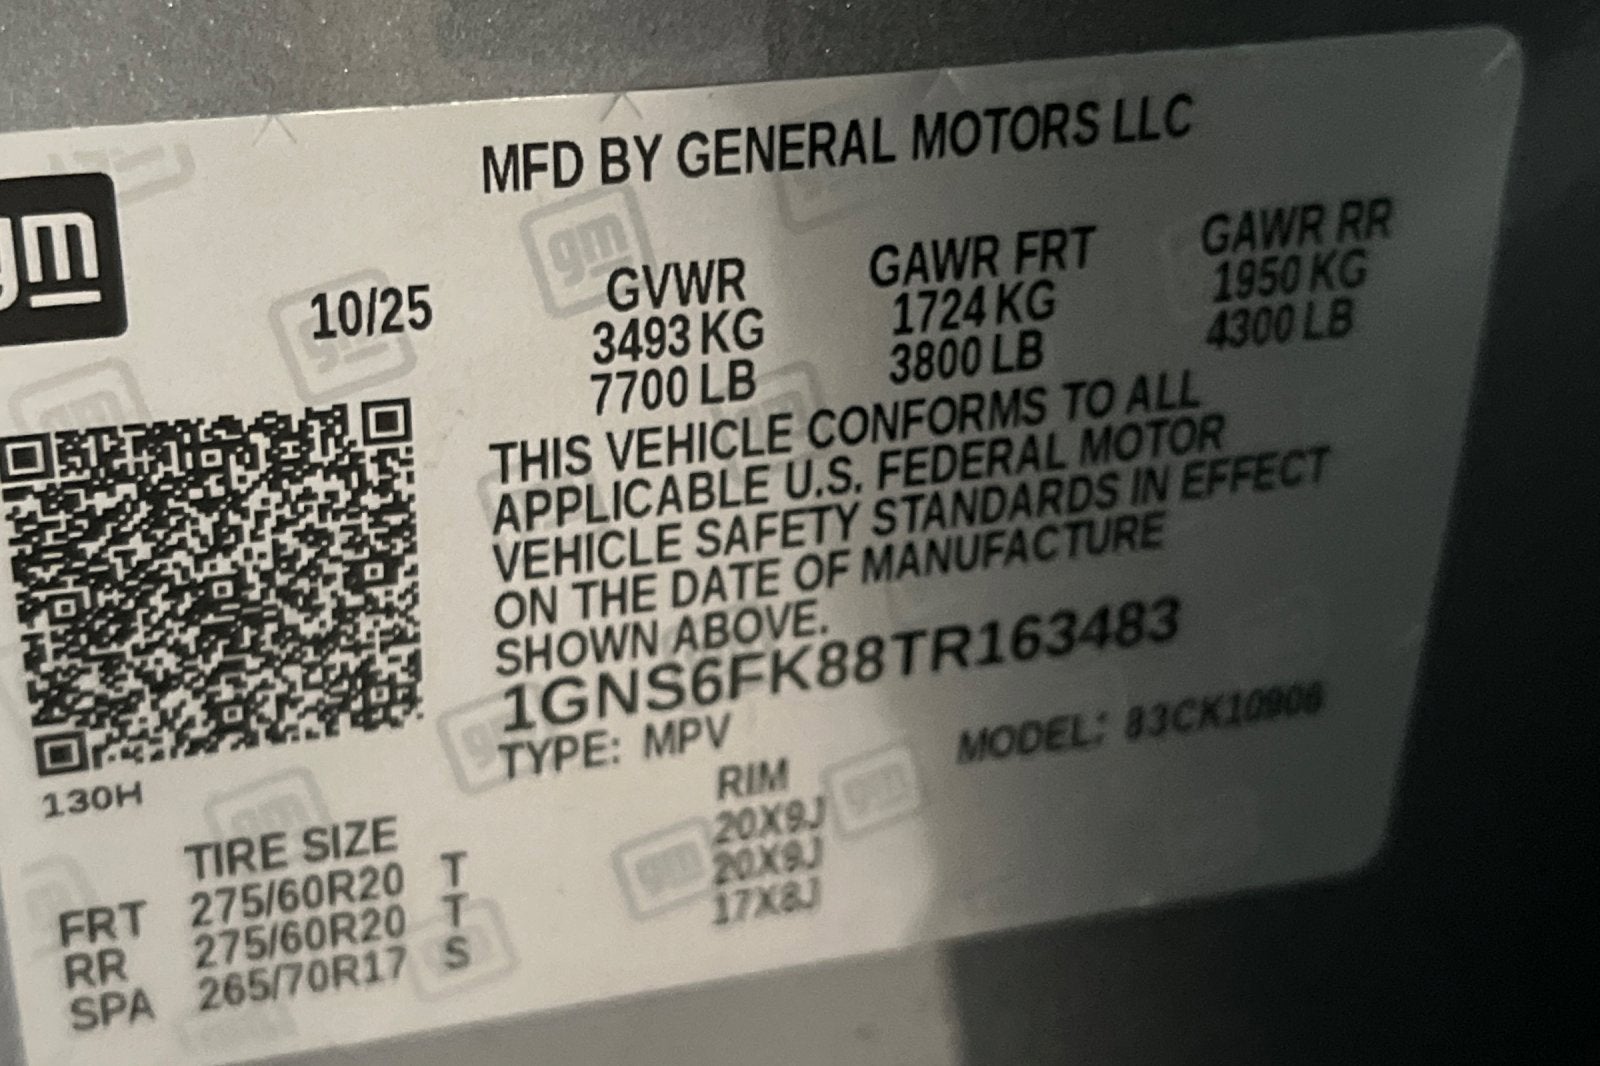 MFD BY GENERAL MOTORS LLC
gm
10/25
GVWR GAWR FRT GAWR RR
3493 KG 1724 KG 1950 KG
7700 LB 3800 LB 4300 LB
THIS VEHICLE CONFORMS TO ALL
APPLICABLE U.S. FEDERAL MOTOR
VEHICLE SAFETY STANDARDS IN EFFECT
ON THE DATE OF MANUFACTURE
SHOWN ABOVE.
1GNS6FK88TR163483
TYPE: MPV MODEL: 83CK10906
130H
TIRE SIZE RIM
FRT 275/60R20 T 20X9J
RR 275/60R20 T 20X9J
SPA 265/70R17 S 17X8J